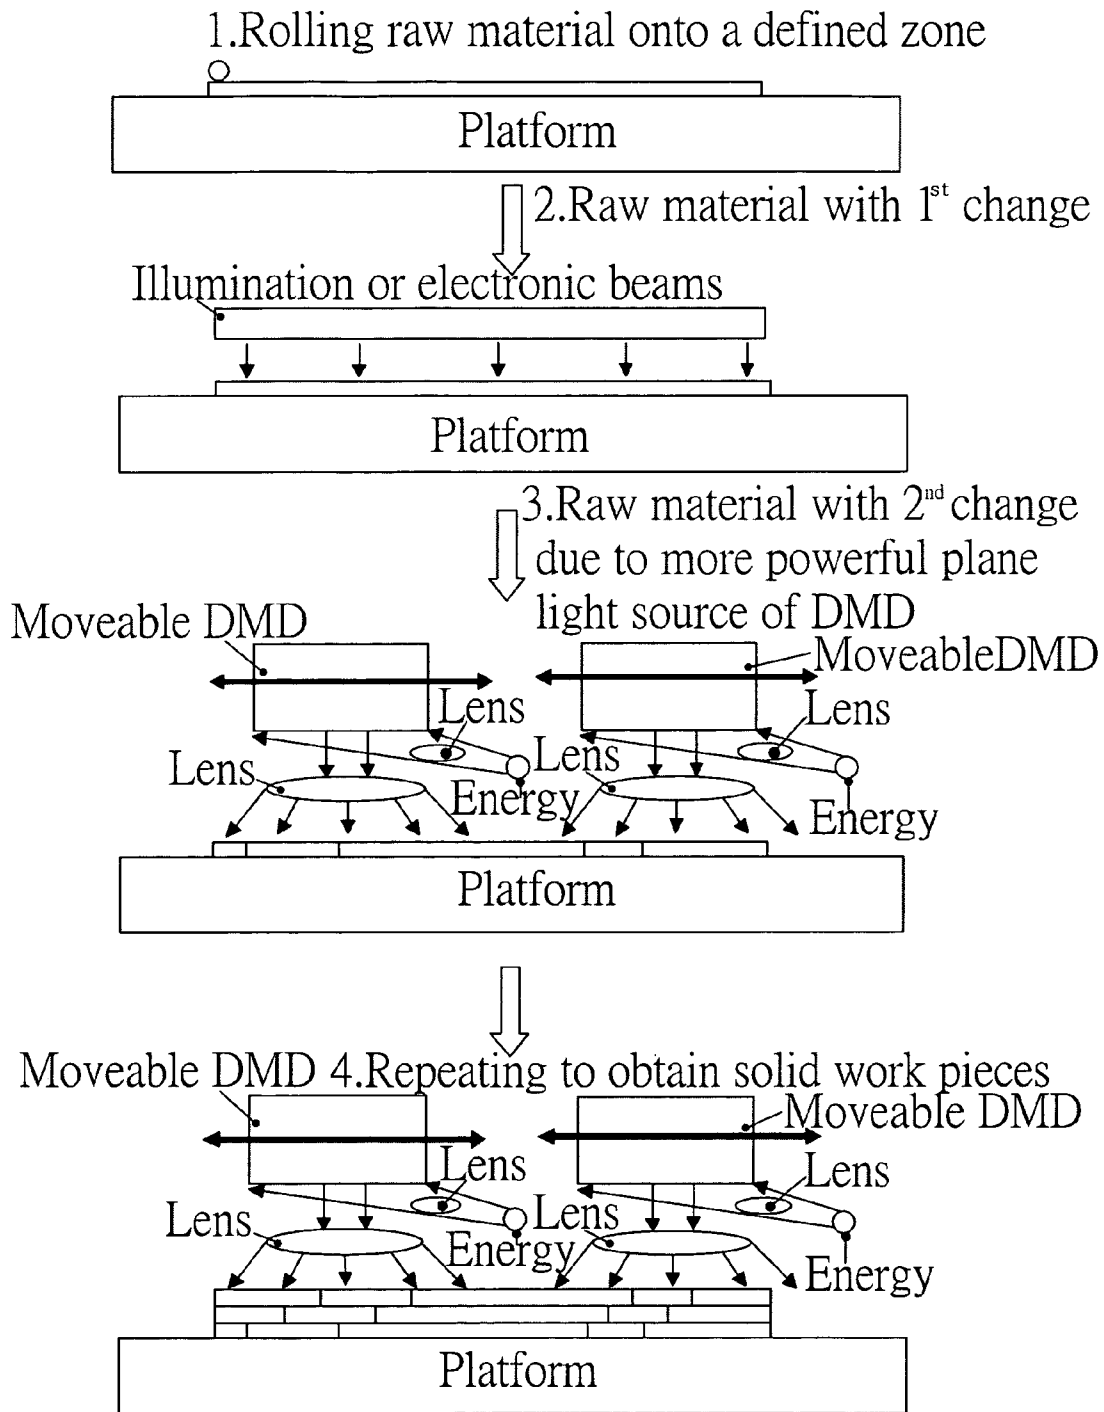 1.Rolling raw material onto a defined zone
Platform
2.Raw material with 1st change
Illumination or electronic beams
Platform
3.Raw material with 2nd change
due to more powerful plane
light source of DMD
Moveable DMD
MoveableDMD
Lens
Lens
Lens
Lens
Energy
Energy
Platform
Moveable DMD 4.Repeating to obtain solid work pieces
Moveable DMD
Lens
Lens
Lens
Lens
Energy
Energy
Platform